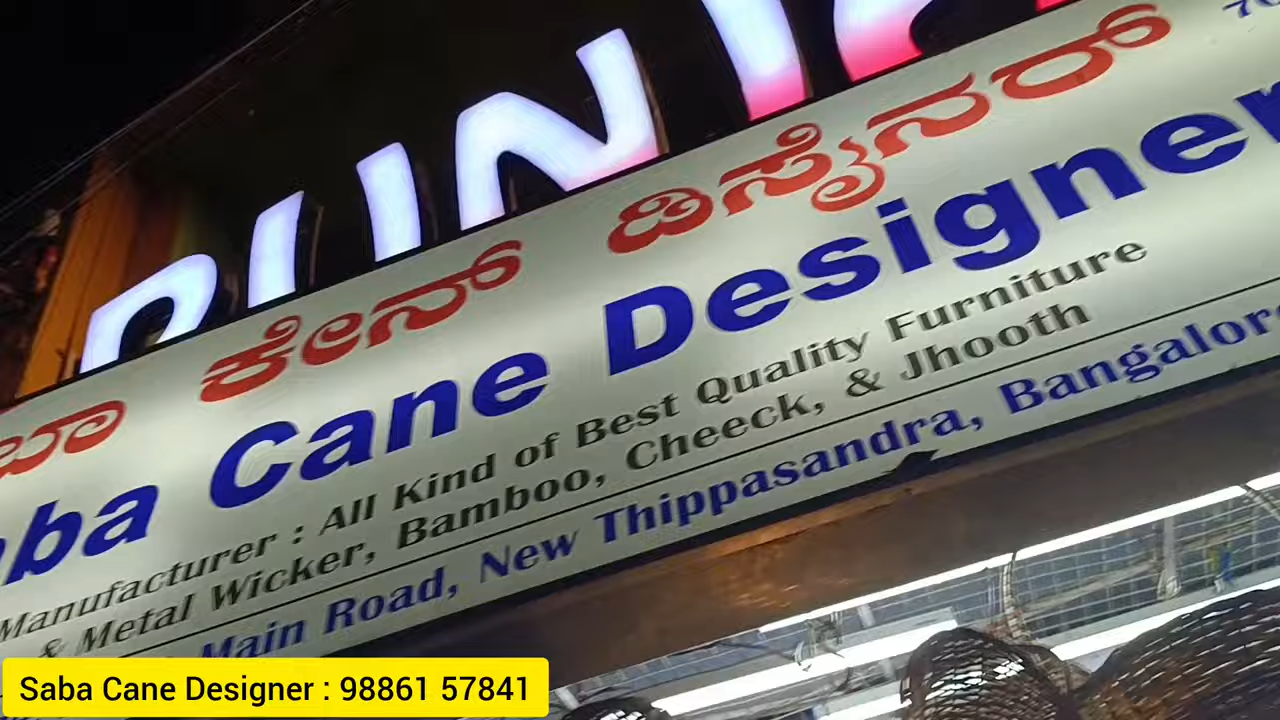 ಕೇನ್ ಡಿಸೈನರ್
Cane Designer
Manufacturer : All Kind of Best Quality Furniture
& Metal Wicker, Bamboo, Cheeck, & Jhooth
Main Road, New Thippasandra, Bangalore
Saba Cane Designer : 98861 57841